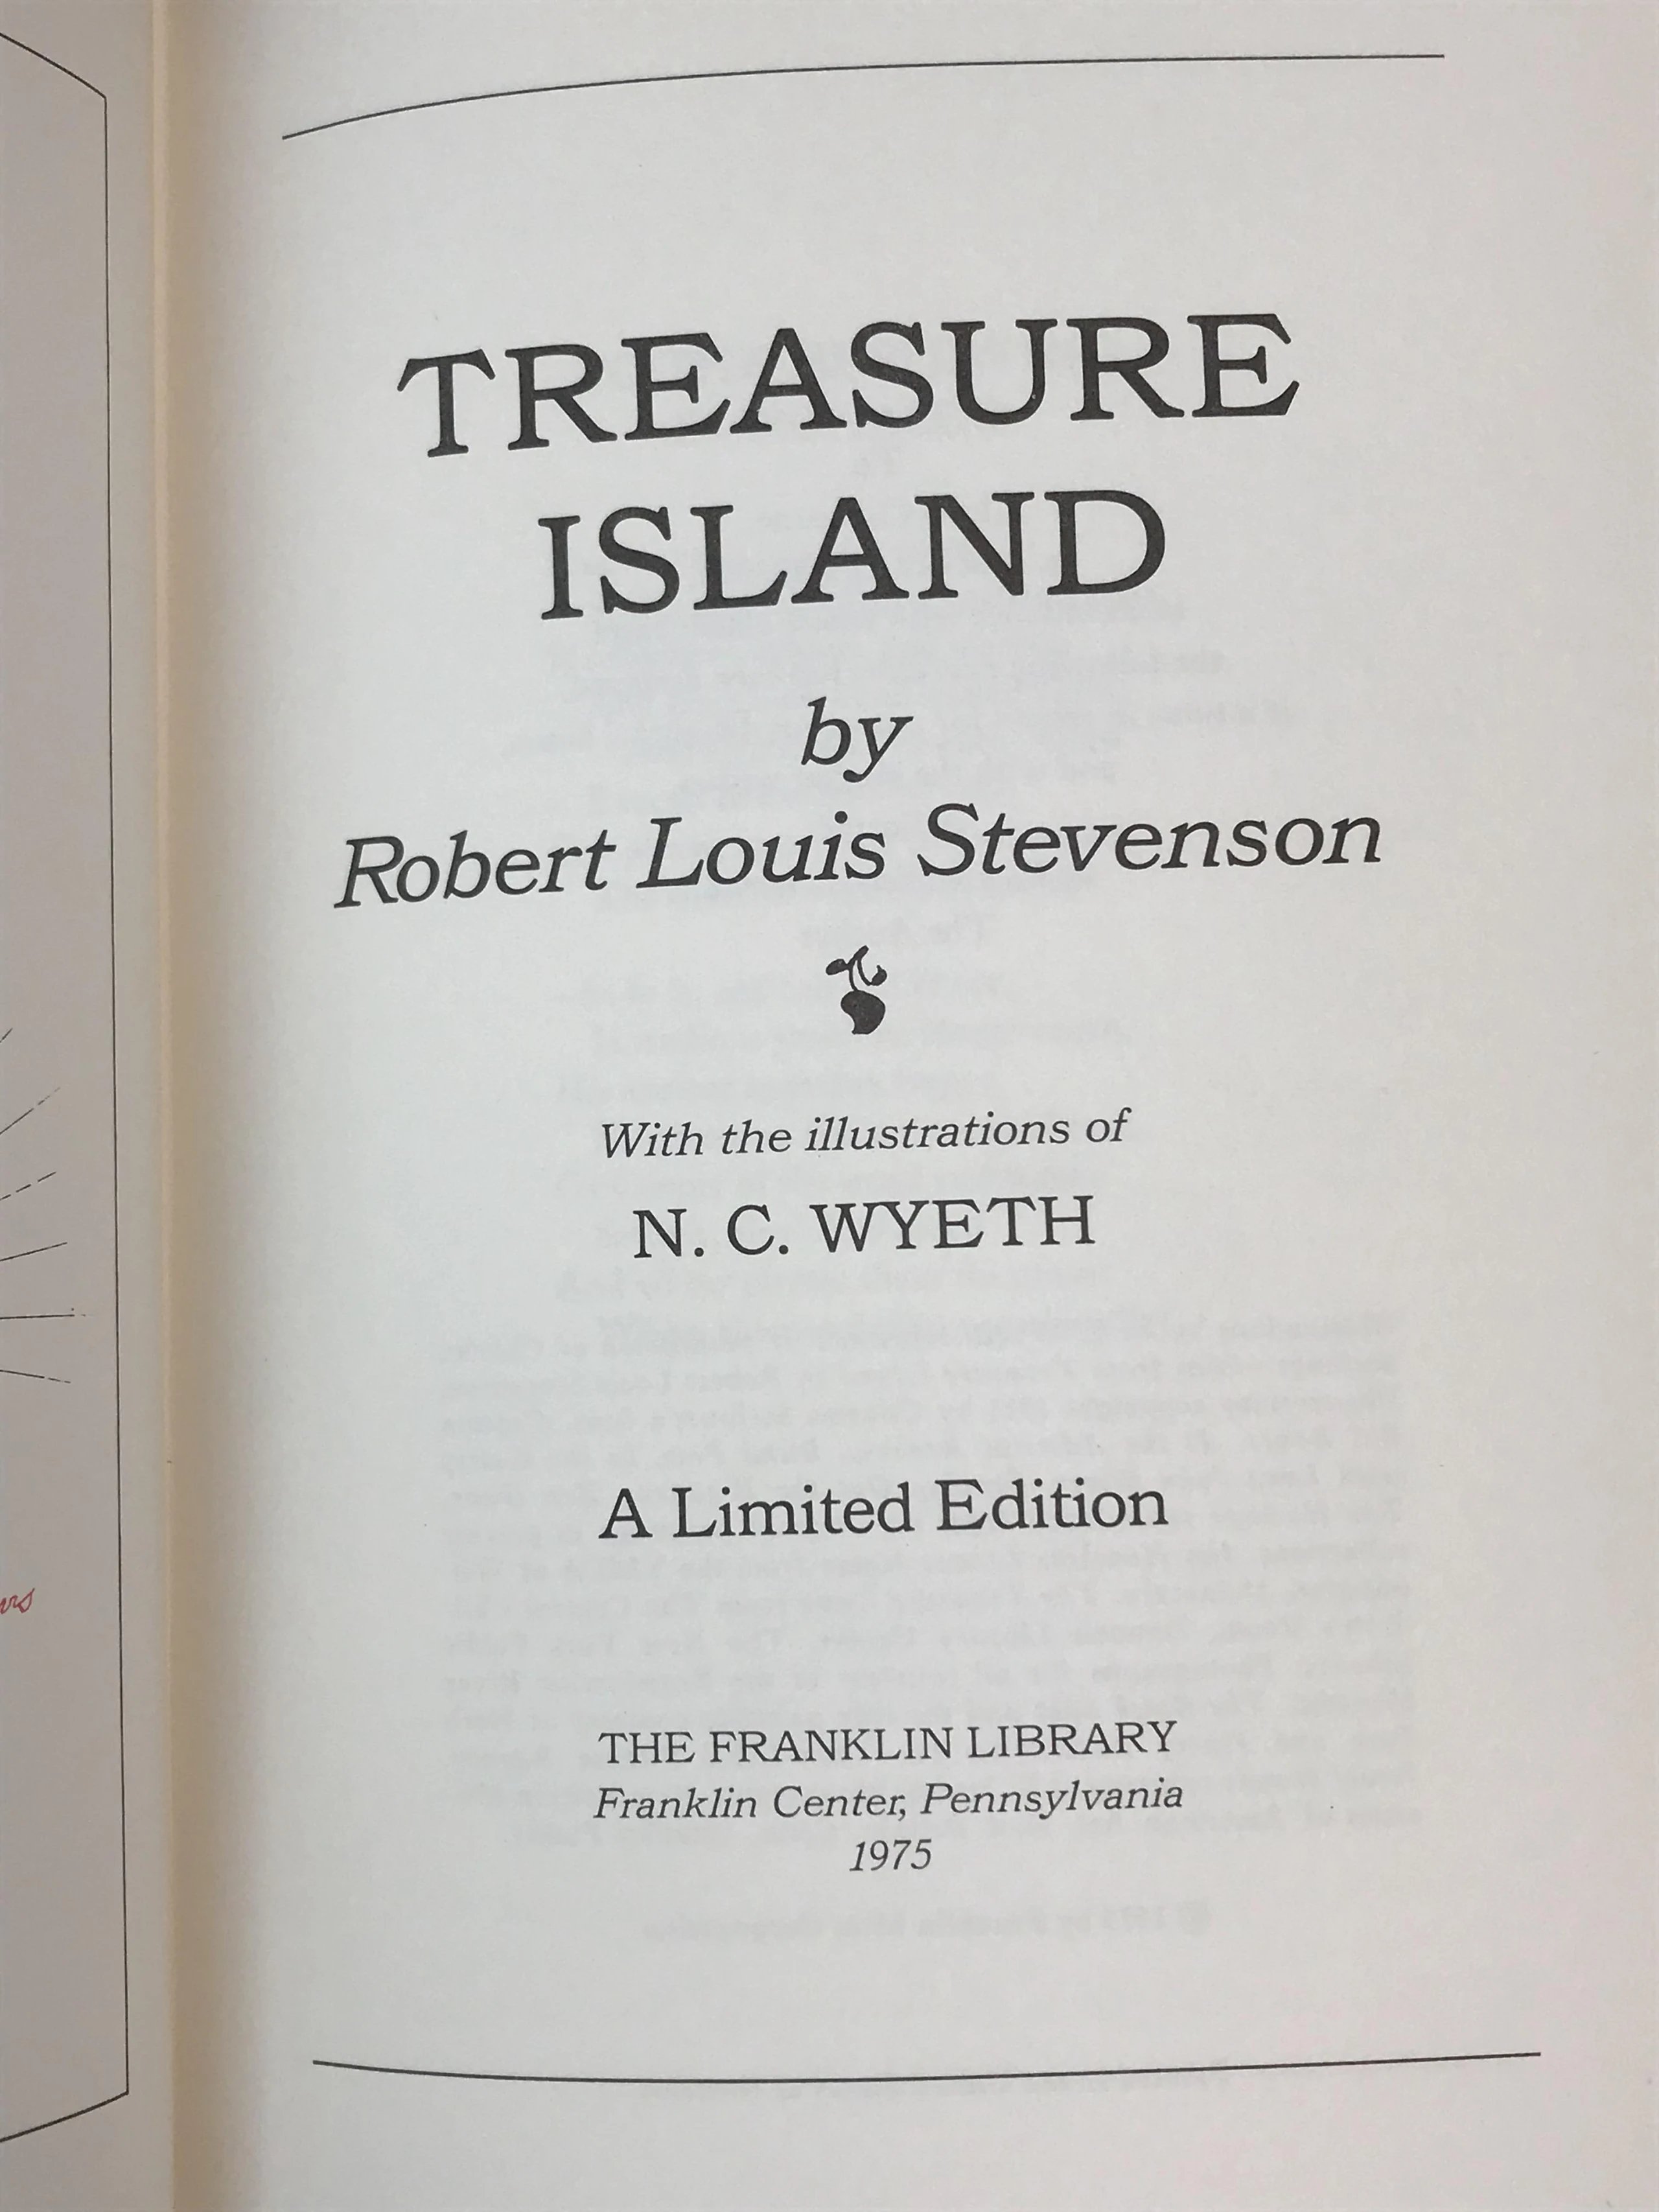 TREASURE
ISLAND
by
Robert Louis Stevenson
With the illustrations of
N. C. WYETH
A Limited Edition
THE FRANKLIN LIBRARY
Franklin Center, Pennsylvania
1975